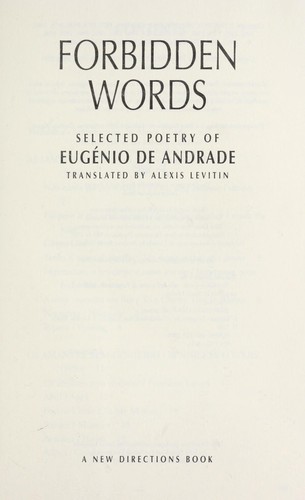 FORBIDDEN
WORDS
SELECTED POETRY OF
EUGÉNIO DE ANDRADE
TRANSLATED BY ALEXIS LEVITIN
A NEW DIRECTIONS BOOK